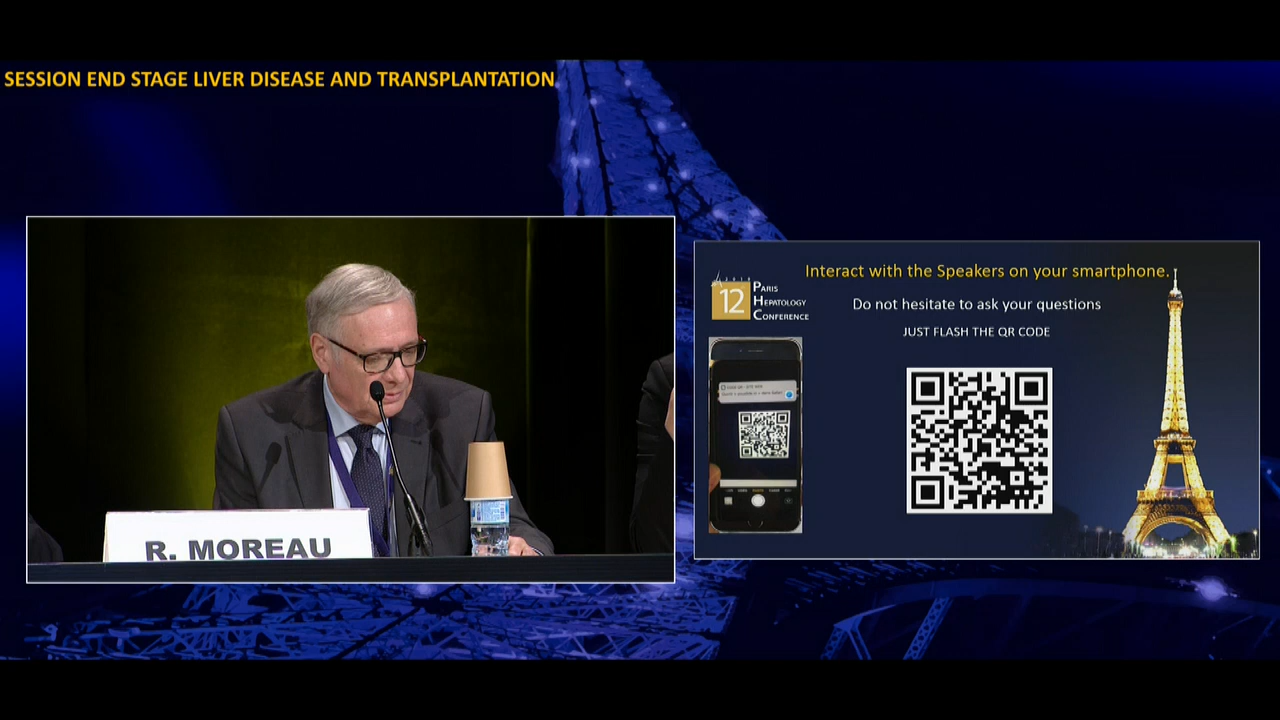 SESSION END STAGE LIVER DISEASE AND TRANSPLANTATION
R. MOREAU
12
PARIS
HEPATOLOGY
CONFERENCE
Interact with the Speakers on your smartphone.
Do not hesitate to ask your questions
JUST FLASH THE QR CODE